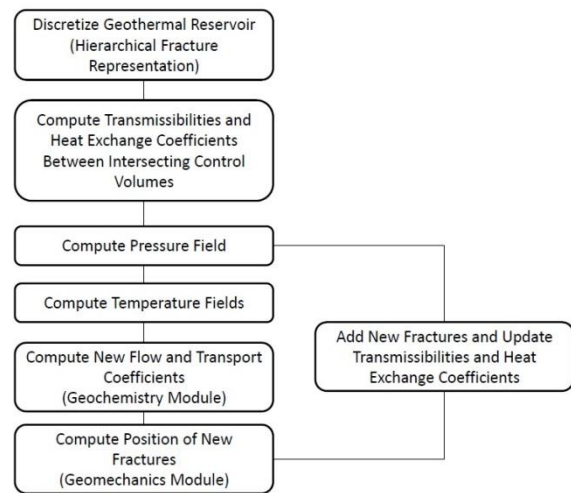 Discretize Geothermal Reservoir
(Hierarchical Fracture
Representation)
Compute Transmissibilities and
Heat Exchange Coefficients
Between Intersecting Control
Volumes
Compute Pressure Field
Compute Temperature Fields
Compute New Flow and Transport
Coefficients
(Geochemistry Module)
Compute Position of New
Fractures
(Geomechanics Module)
Add New Fractures and Update
Transmissibilities and Heat
Exchange Coefficients